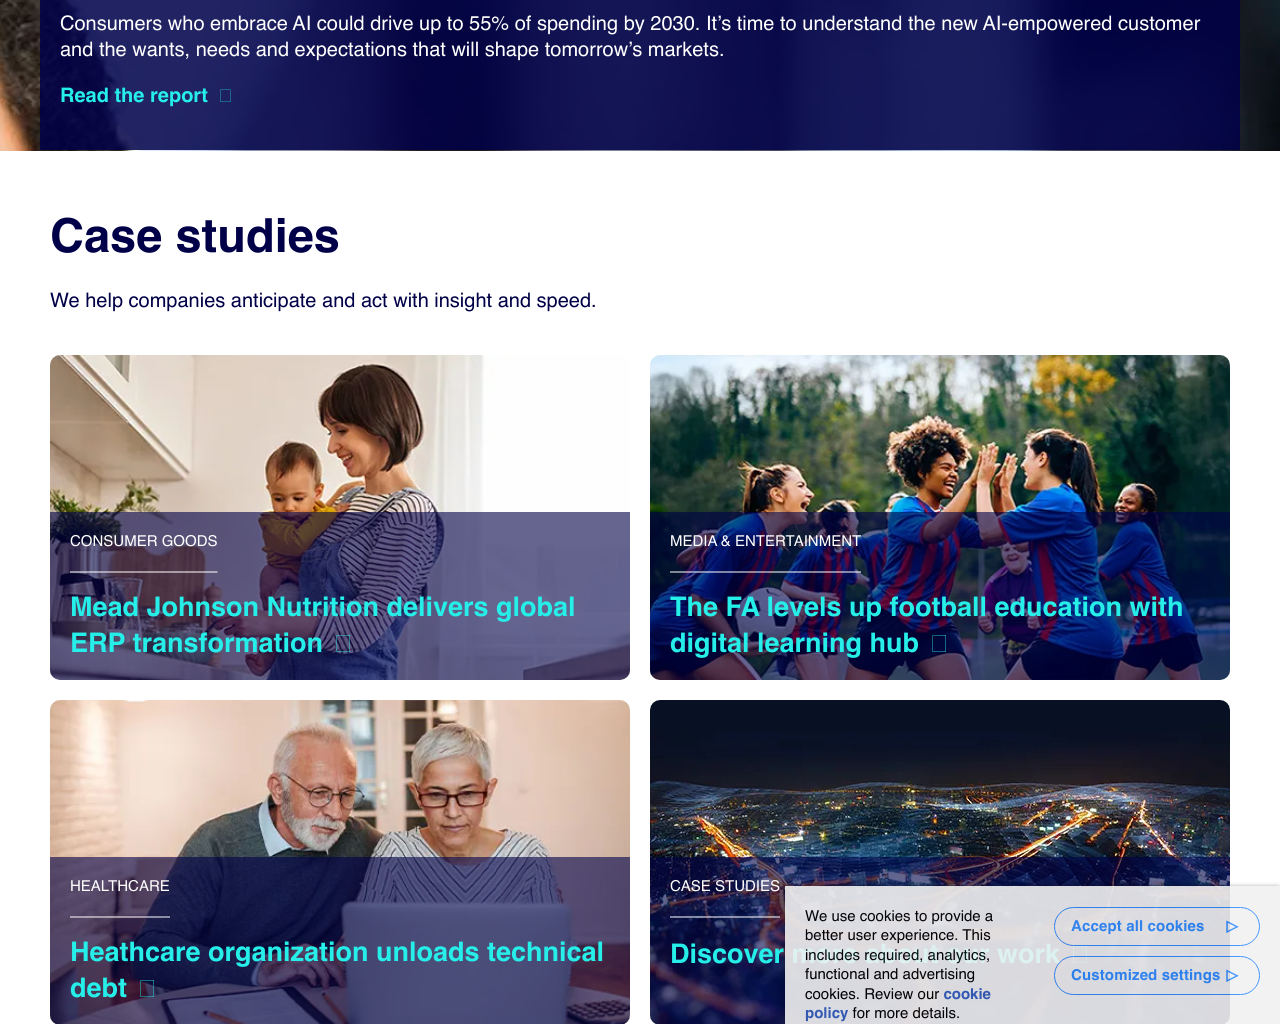 Consumers who embrace AI could drive up to 55% of spending by 2030. It’s time to understand the new AI-empowered customer
and the wants, needs and expectations that will shape tomorrow’s markets.
Read the report
Case studies
We help companies anticipate and act with insight and speed.
CONSUMER GOODS
Mead Johnson Nutrition delivers global
ERP transformation
MEDIA & ENTERTAINMENT
The FA levels up football education with
digital learning hub
HEALTHCARE
Heathcare organization unloads technical
debt
CASE STUDIES
Discover more about our work
We use cookies to provide a
better user experience. This
includes required, analytics,
functional and advertising
cookies. Review our cookie
policy for more details.
Accept all cookies
Customized settings